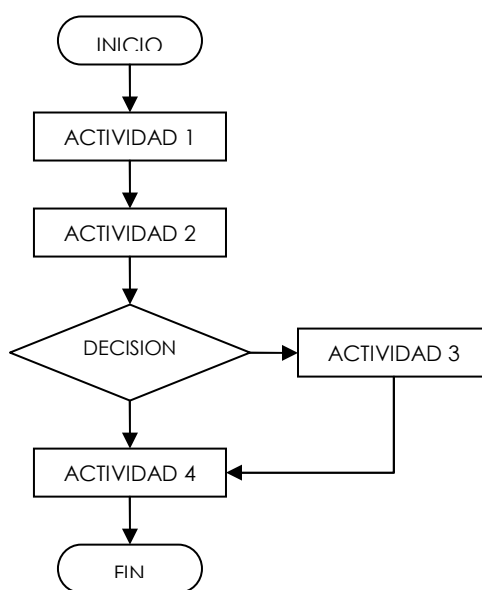 INICIO
ACTIVIDAD 1
ACTIVIDAD 2
DECISION
ACTIVIDAD 3
ACTIVIDAD 4
FIN